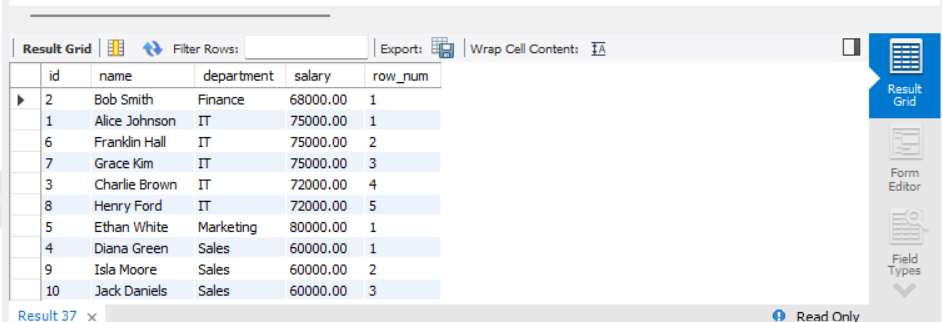 Result Grid Filter Rows: Export: Wrap Cell Content: IA
id name department salary row_num
2 Bob Smith Finance 68000.00 1
1 Alice Johnson IT 75000.00 1
6 Franklin Hall IT 75000.00 2
7 Grace Kim IT 75000.00 3
3 Charlie Brown IT 72000.00 4
8 Henry Ford IT 72000.00 5
5 Ethan White Marketing 80000.00 1
4 Diana Green Sales 60000.00 1
9 Isla Moore Sales 60000.00 2
10 Jack Daniels Sales 60000.00 3
Result
Grid
Form
Editor
Field
Types
Result 37 x
Read Only